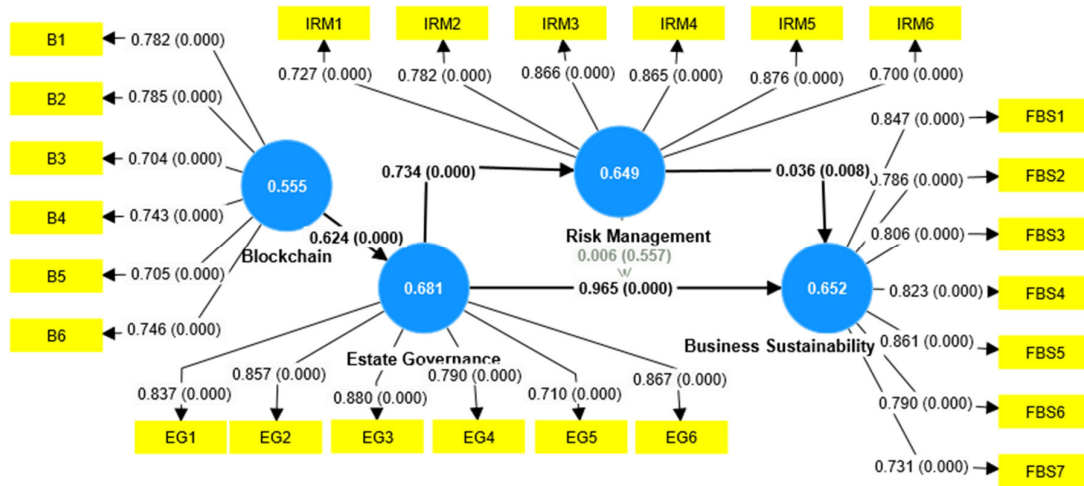 IRM1 IRM2 IRM3 IRM4 IRM5 IRM6
B1 0.782 (0.000)
0.727 (0.000) 0.782 (0.000) 0.866 (0.000) 0.865 (0.000) 0.876 (0.000) 0.700 (0.000)
B2 0.785 (0.000)
B3 0.704 (0.000)
B4 0.743 (0.000)
B5 0.705 (0.000)
B6 0.746 (0.000)
0.555
Blockchain
0.624 (0.000)
0.734 (0.000)
0.649
Risk Management
0.036 (0.008)
0.006 (0.557)
0.681
Estate Governance
0.965 (0.000)
0.652
Business Sustainability
0.847 (0.000) FBS1
0.786 (0.000) FBS2
0.806 (0.000) FBS3
0.823 (0.000) FBS4
0.861 (0.000) FBS5
0.790 (0.000) FBS6
0.731 (0.000) FBS7
0.837 (0.000) 0.857 (0.000) 0.880 (0.000) 0.790 (0.000) 0.710 (0.000) 0.867 (0.000)
EG1 EG2 EG3 EG4 EG5 EG6